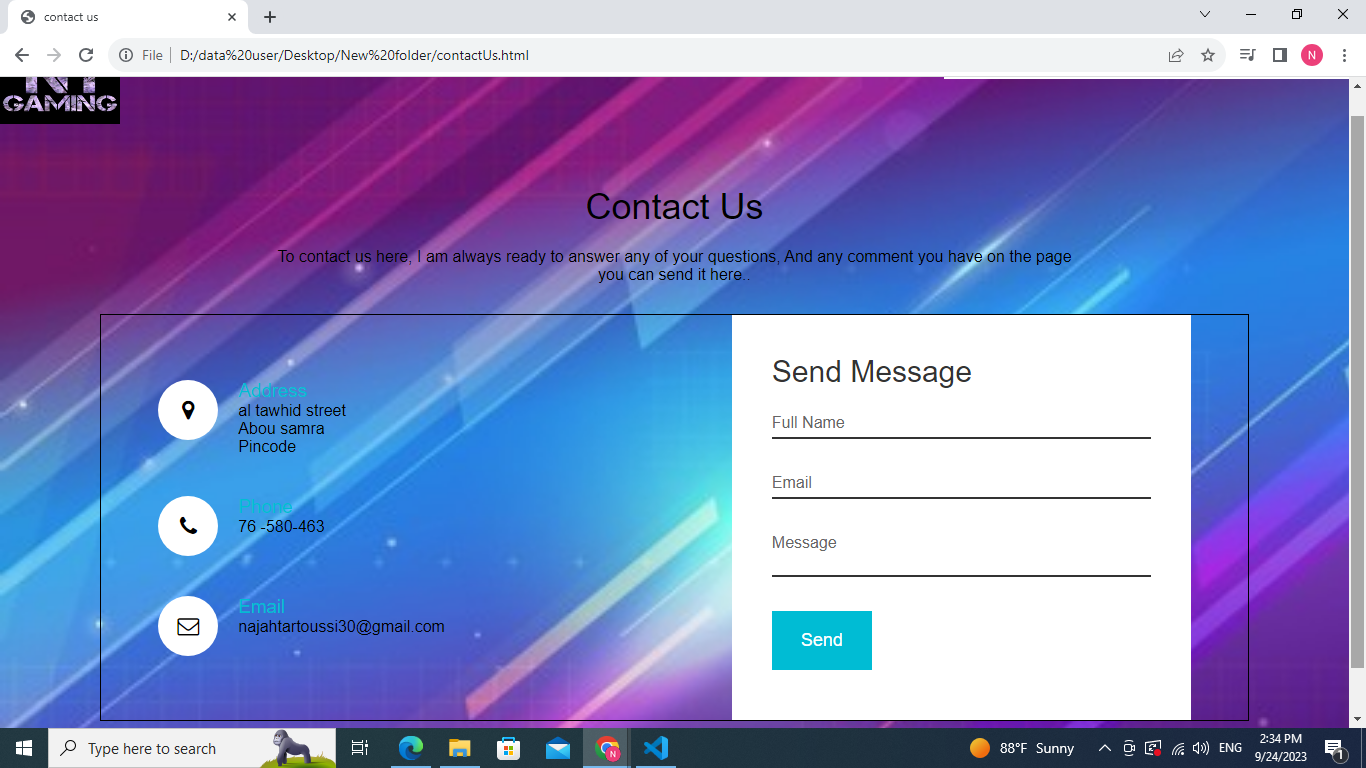 contact us
File
D:/data%20user/Desktop/New%20folder/contactUs.html
N
GAMING
Contact Us
To contact us here, I am always ready to answer any of your questions, And any comment you have on the page
you can send it here..
Address
al tawhid street
Abou samra
Pincode
Phone
76 -580-463
Email
najahtartoussi30@gmail.com
Send Message
Full Name
Email
Message
Send
Type here to search
N
88°F Sunny
ENG
2:34 PM
9/24/2023
1